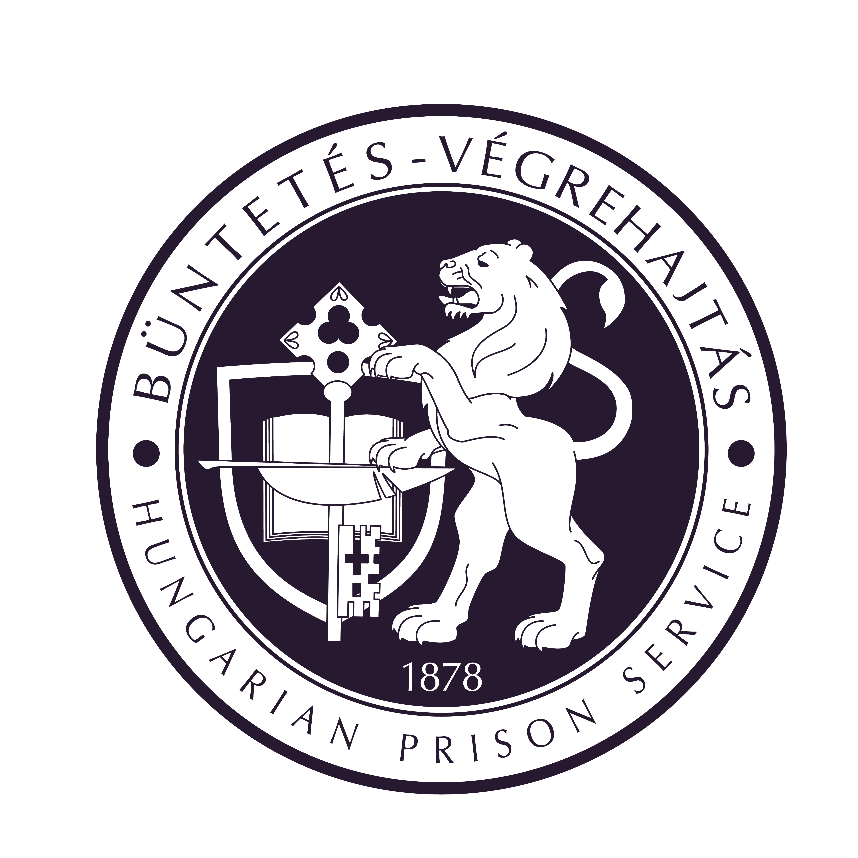 BÜNTETÉS-VÉGREHAJTÁS
1878
HUNGARIAN PRISON SERVICE